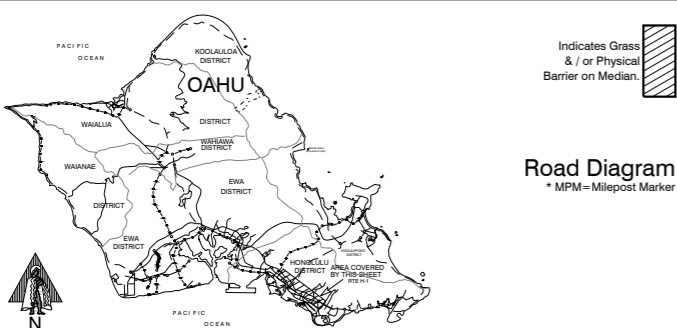 PACIFIC
OCEAN
KOOLAULOA
DISTRICT
OAHU
WAIALUA
DISTRICT
WAHIAWA
DISTRICT
WAIANAE
EWA
DISTRICT
DISTRICT
EWA
DISTRICT
HONOLULU
DISTRICT
KOOLAUPOKO
DISTRICT
AREA COVERED
BY THIS SHEET
RTE H-1
PACIFIC
OCEAN
N
Indicates Grass
& / or Physical
Barrier on Median.
Road Diagram
* MPM=Milepost Marker